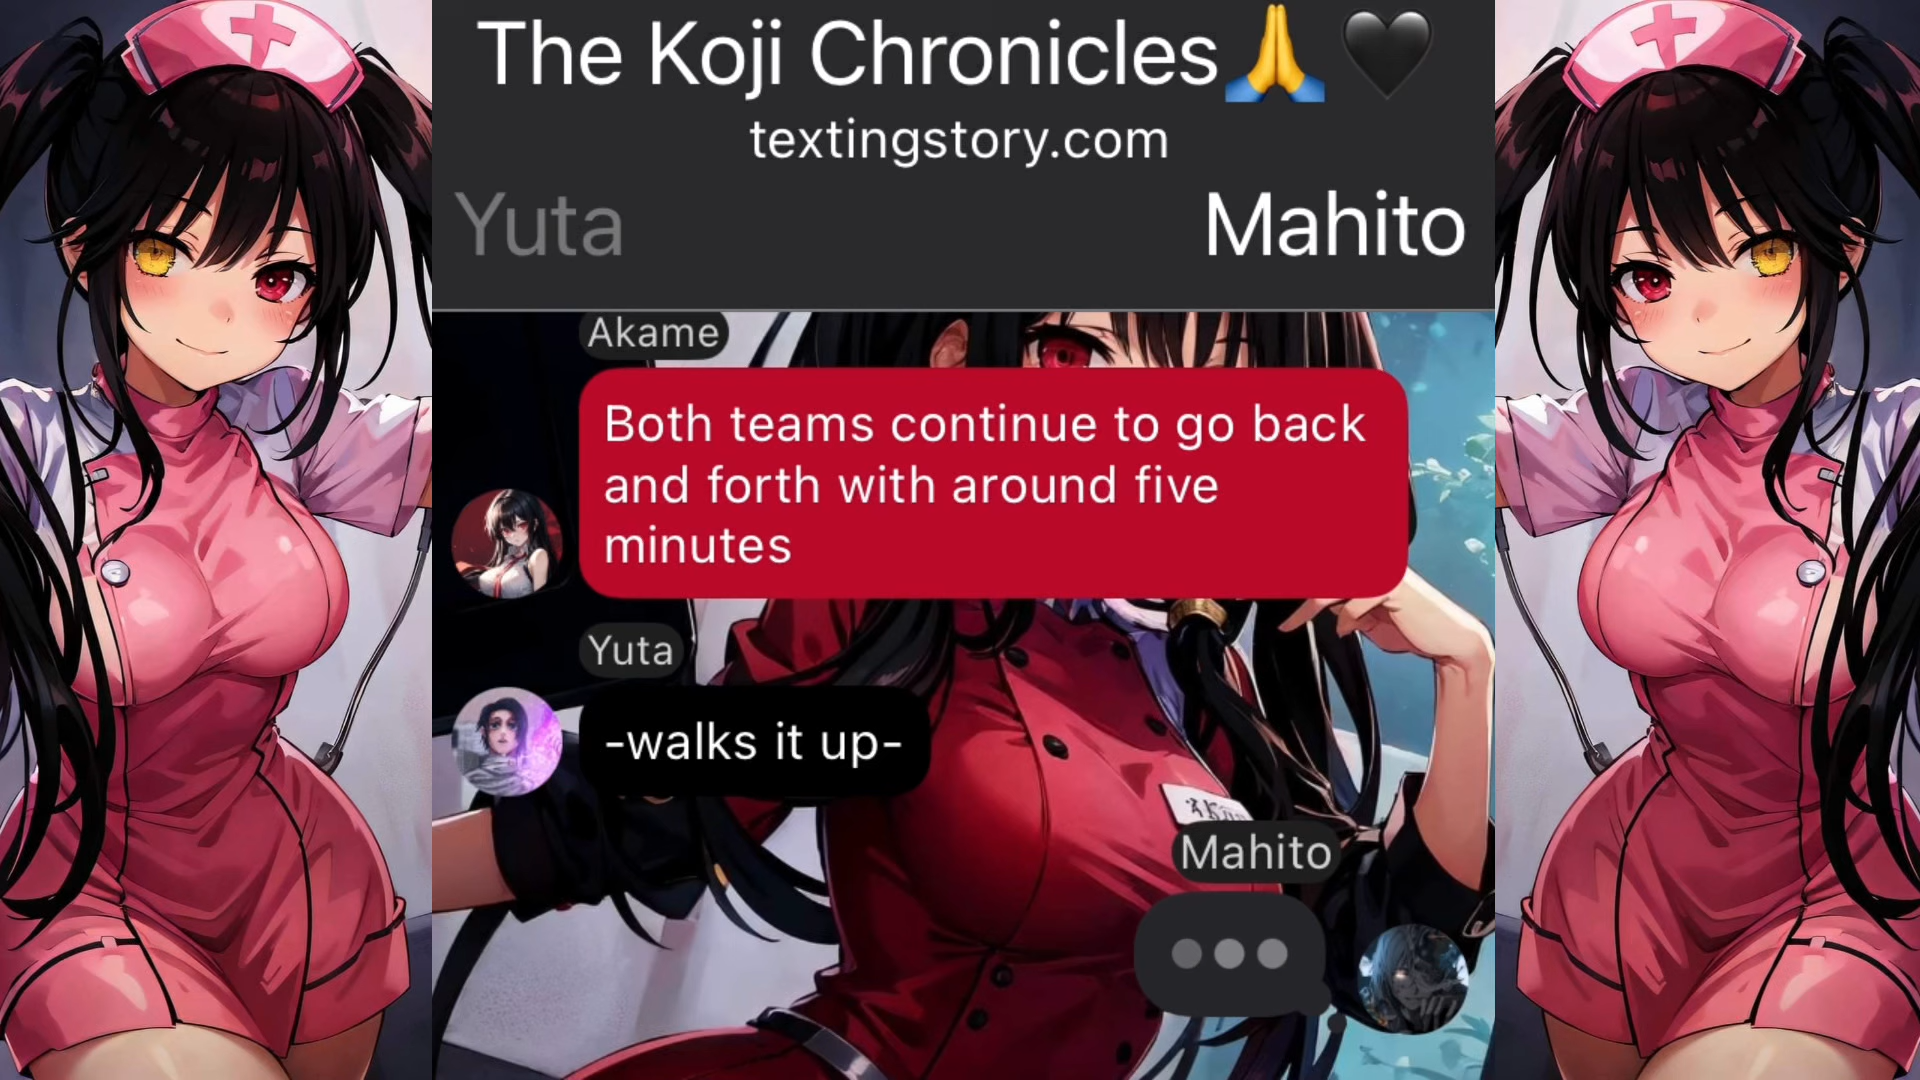 The Koji Chronicles🙏🖤
textingstory.com
Yuta
Mahito
Akame
Both teams continue to go back
and forth with around five
minutes
Yuta
-walks it up-
Mahito